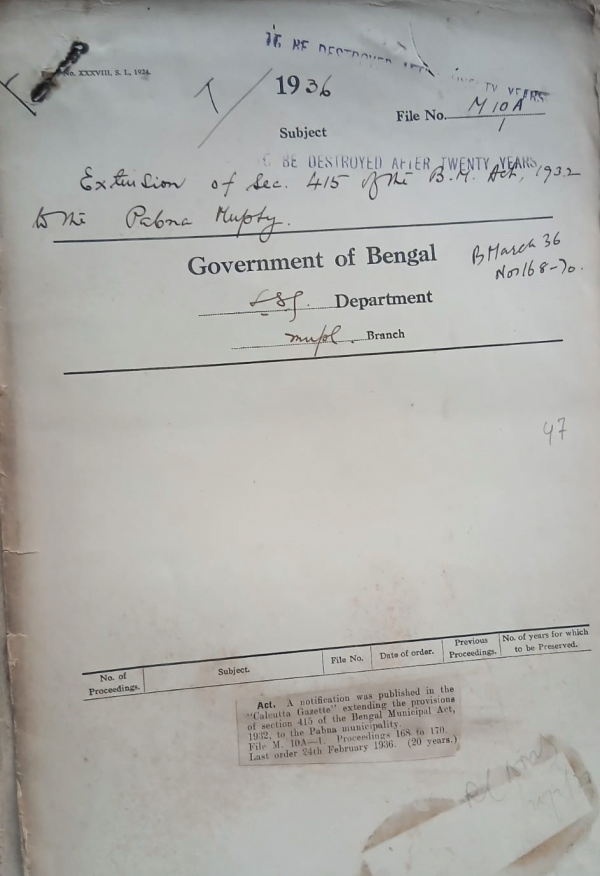 No. XXXVIII, S. I., 1924.
TO BE DESTROYED AFTER TWENTY YEARS
1936
File No. M 10A
1
Subject
TO BE DESTROYED AFTER TWENTY YEARS
Extension of Sec. 415 of the B. M. Act, 1932
to the Pabna Mupty.
Government of Bengal
B March 36
Nos 168-70.
LSG. Department
mupl. Branch
47
No. of Proceedings.
Subject.
File No.
Date of order.
Previous Proceedings.
No. of years for which to be Preserved.
Act. A notification was published in the
"Calcutta Gazette" extending the provisions
of section 415 of the Bengal Municipal Act,
1932, to the Pabna municipality.
File M. 10A—1. Proceedings 168 to 170.
Last order 24th February 1936. (20 years.)